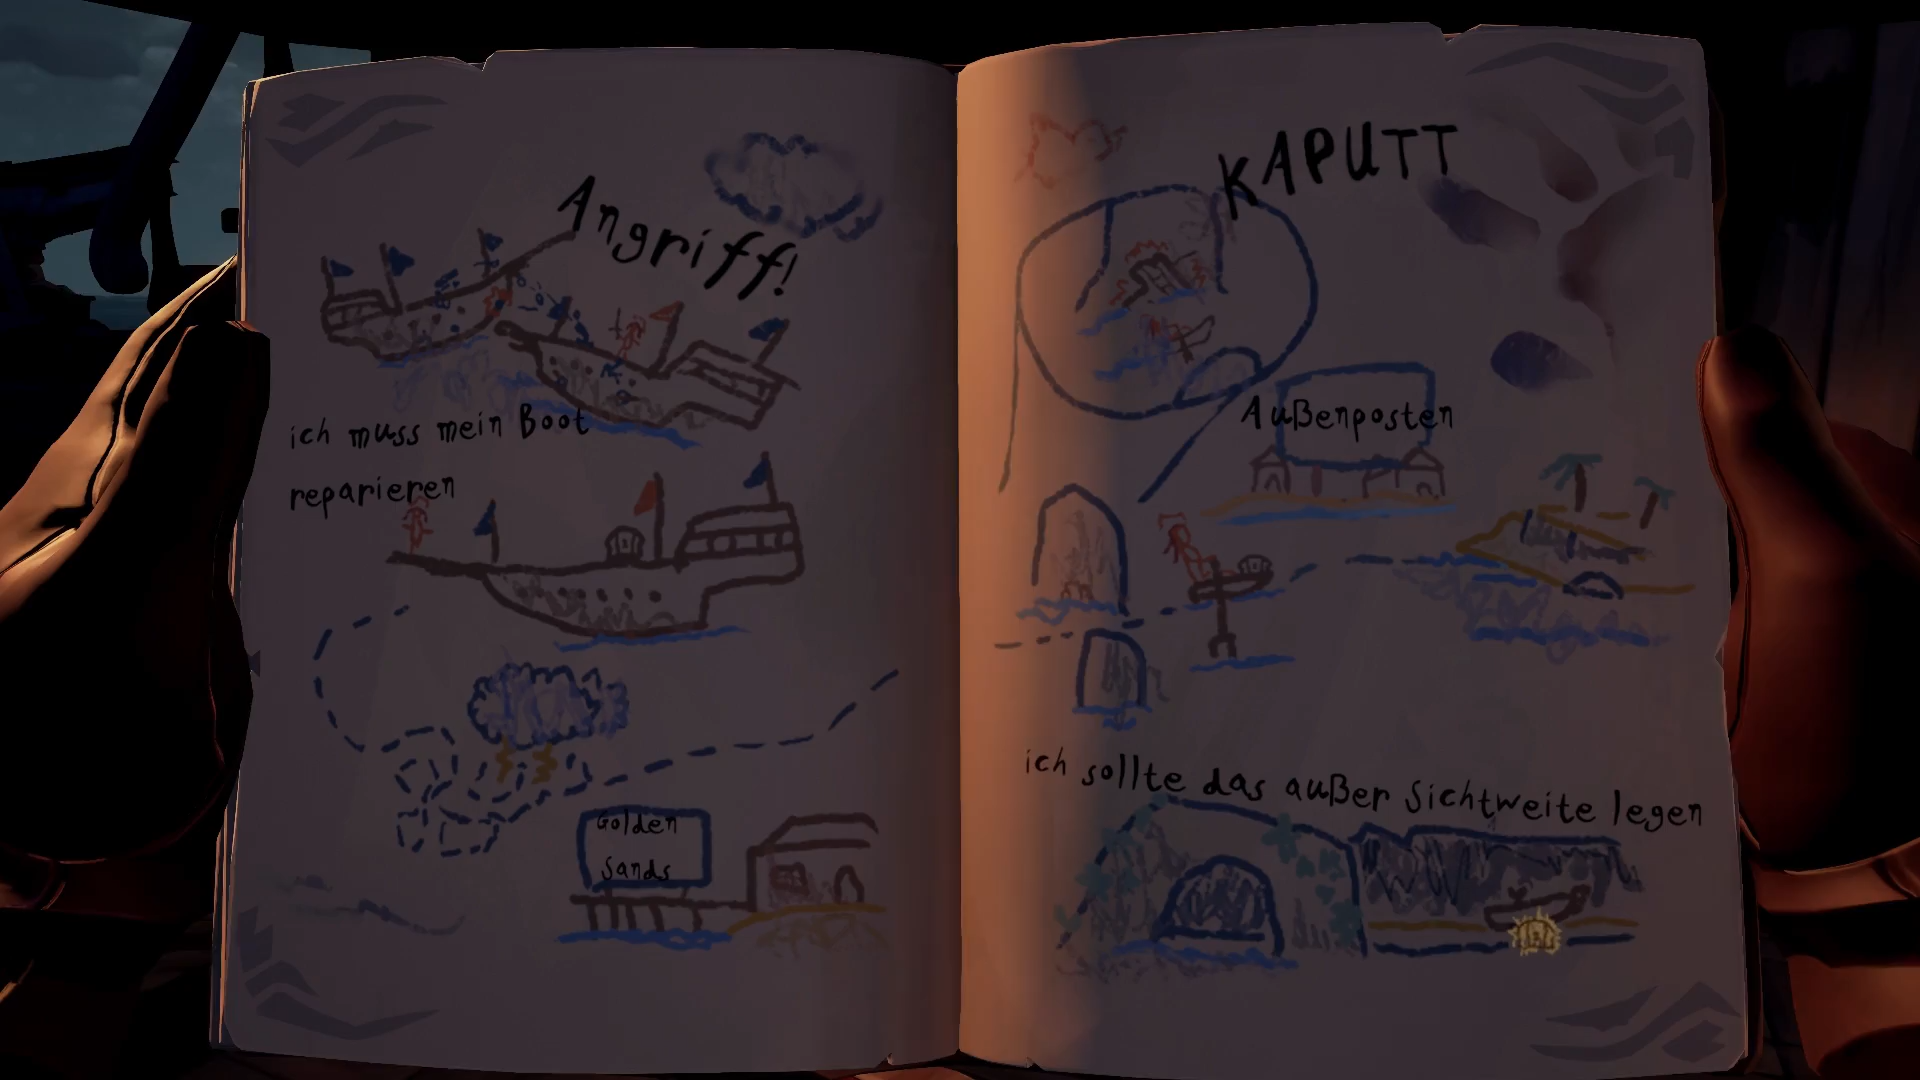 Angriff!
ich muss mein Boot
reparieren
Golden
Sands
KAPUTT
Außenposten
ich sollte das außer Sichtweite legen